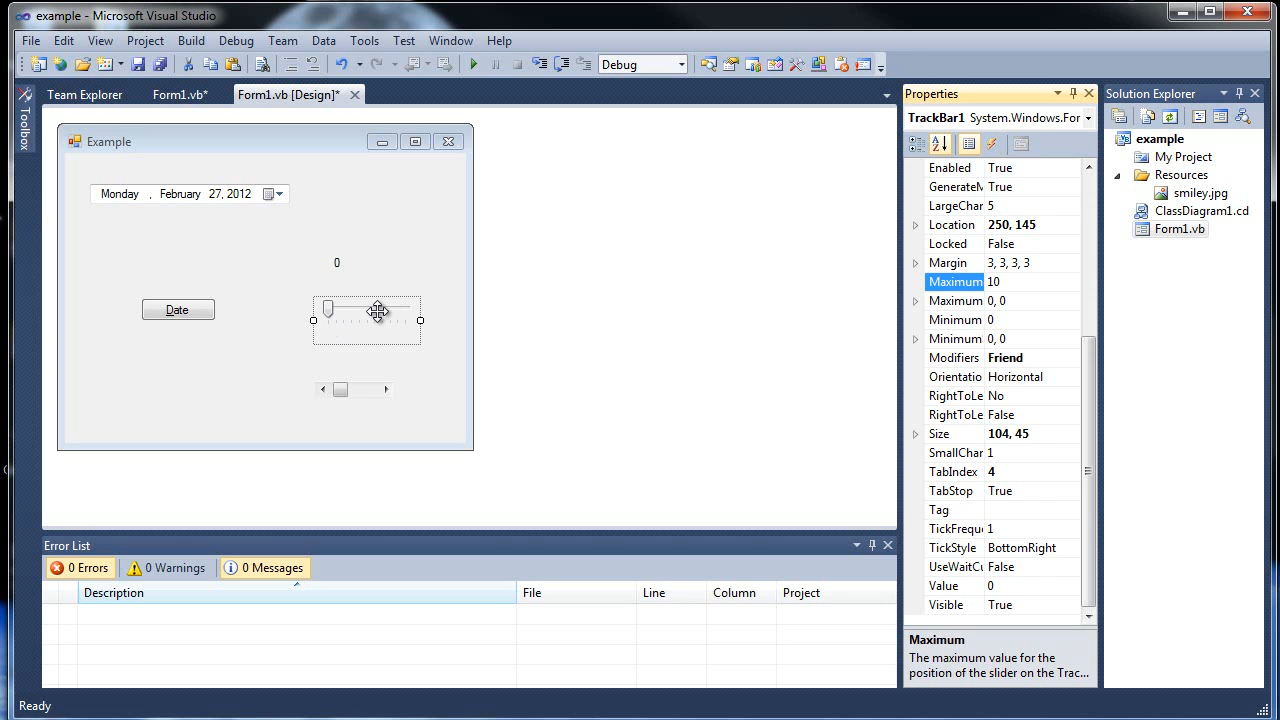 example - Microsoft Visual Studio
File Edit View Project Build Debug Team Data Tools Test Window Help
Debug
Toolbox
Team Explorer Form1.vb* Form1.vb [Design]*
Example
Monday , February 27, 2012
0
Date
Error List
0 Errors 0 Warnings 0 Messages
Description File Line Column Project
Properties
TrackBar1 System.Windows.For
Enabled True
GenerateM True
LargeChar 5
Location 250, 145
Locked False
Margin 3, 3, 3, 3
Maximum 10
Maximum 0, 0
Minimum 0
Minimum 0, 0
Modifiers Friend
Orientatio Horizontal
RightToLe No
RightToLe False
Size 104, 45
SmallChar 1
TabIndex 4
TabStop True
Tag
TickFreque 1
TickStyle BottomRight
UseWaitCu False
Value 0
Visible True
Maximum
The maximum value for the
position of the slider on the Trac...
Solution Explorer
example
My Project
Resources
smiley.jpg
ClassDiagram1.cd
Form1.vb
Ready